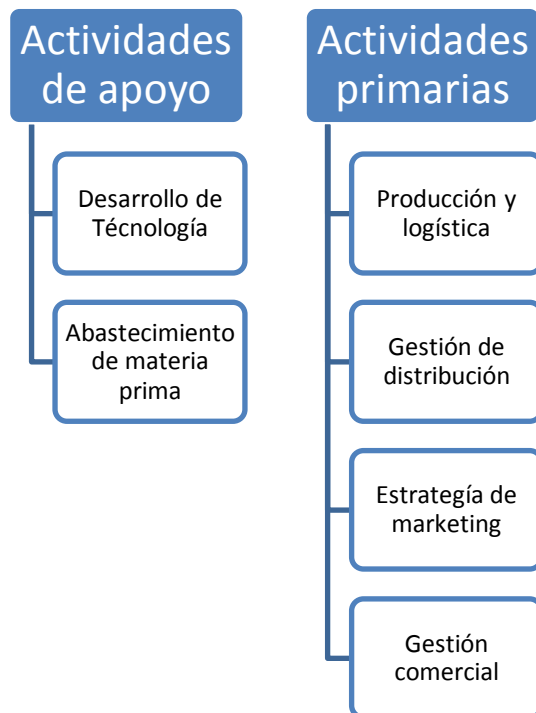 Actividades
de apoyo
Desarrollo de
Técnología
Abastecimiento
de materia
prima
Actividades
primarias
Producción y
logística
Gestión de
distribución
Estrategía de
marketing
Gestión
comercial